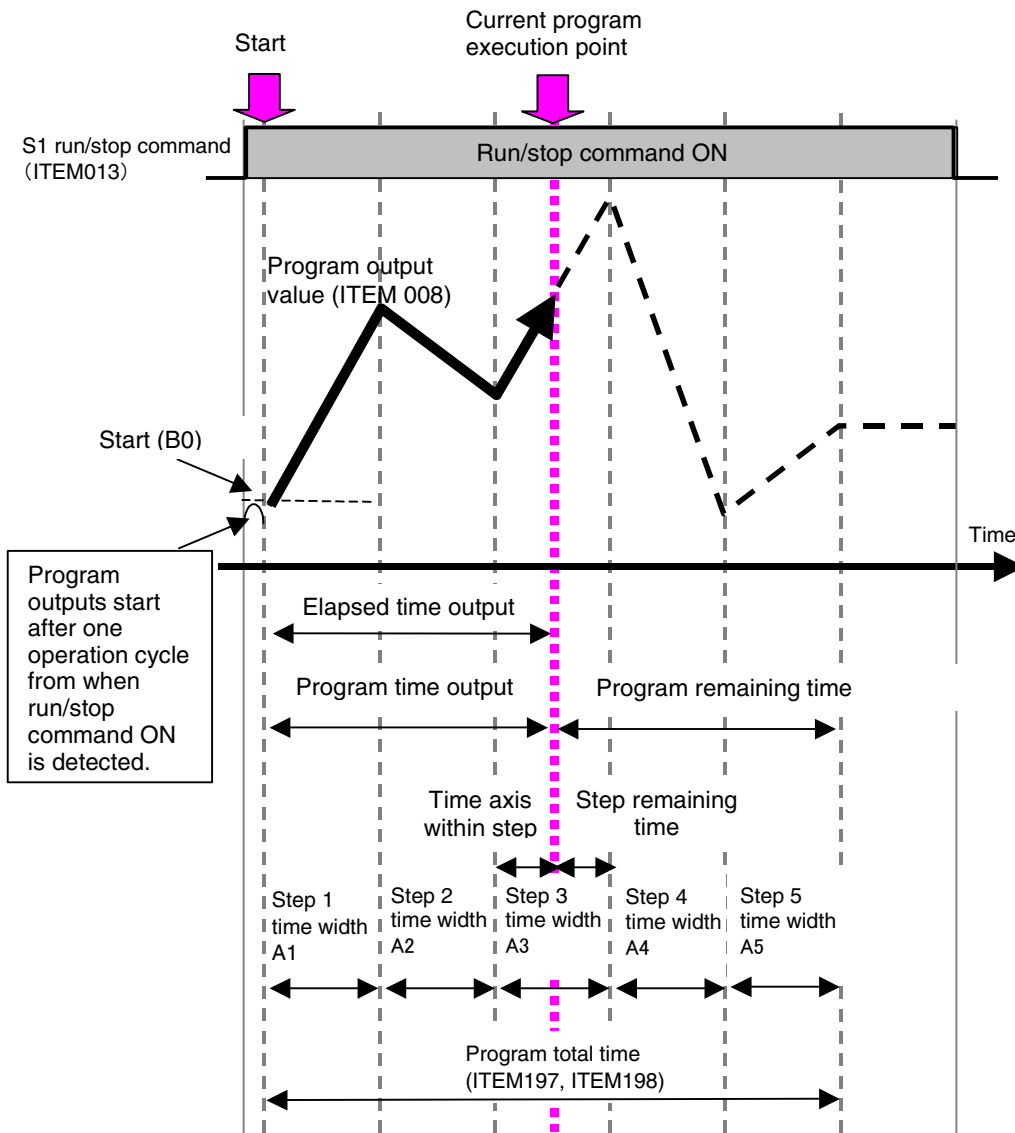 Start
Current program
execution point
S1 run/stop command
（ITEM013）
Run/stop command ON
Program output
value (ITEM 008)
Start (B0)
Time
Program
outputs start
after one
operation cycle
from when
run/stop
command ON
is detected.
Elapsed time output
Program time output
Program remaining time
Time axis
within step
Step remaining
time
Step 1
time width
A1
Step 2
time width
A2
Step 3
time width
A3
Step 4
time width
A4
Step 5
time width
A5
Program total time
(ITEM197, ITEM198)